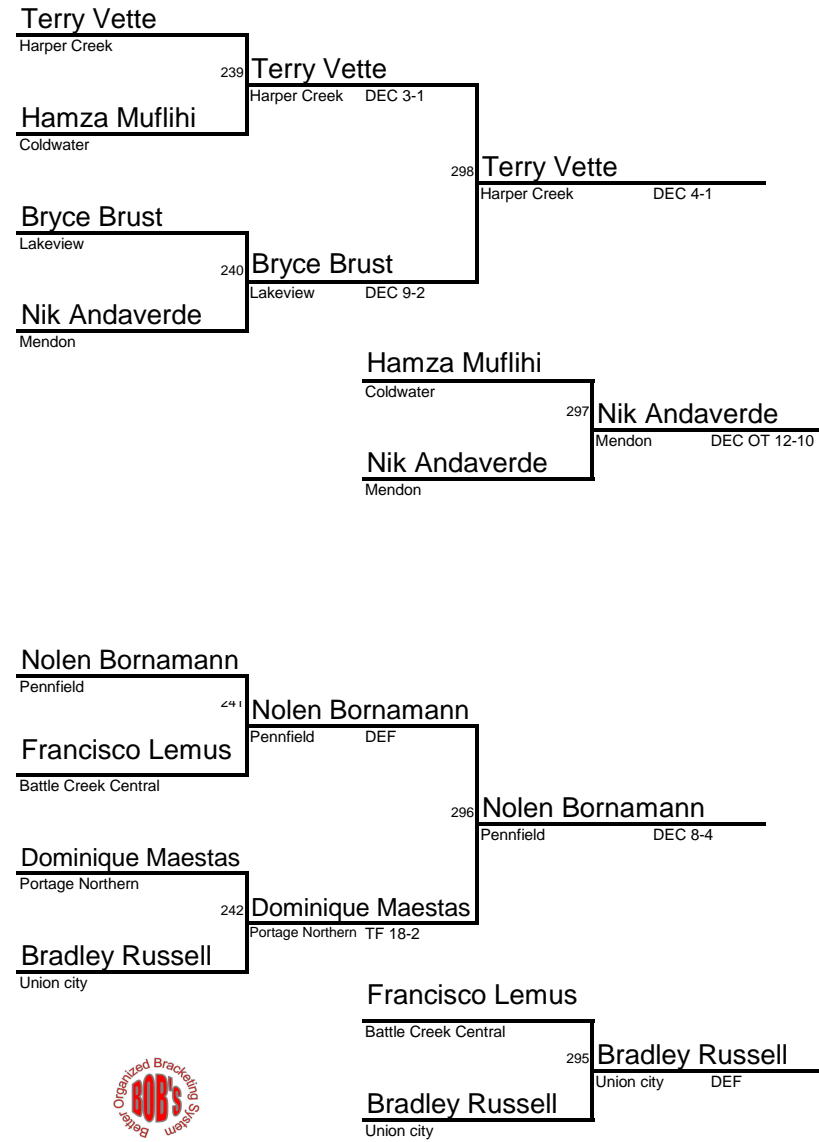 Terry Vette
Harper Creek
239 Terry Vette
Harper Creek DEC 3-1
Hamza Muflihi
Coldwater
298 Terry Vette
Harper Creek DEC 4-1
Bryce Brust
Lakeview
240 Bryce Brust
Lakeview DEC 9-2
Nik Andaverde
Mendon
Hamza Muflihi
Coldwater
297 Nik Andaverde
Mendon DEC OT 12-10
Nik Andaverde
Mendon
Nolen Bornamann
Pennfield
241 Nolen Bornamann
Pennfield DEF
Francisco Lemus
Battle Creek Central
296 Nolen Bornamann
Pennfield DEC 8-4
Dominique Maestas
Portage Northern
242 Dominique Maestas
Portage Northern TF 18-2
Bradley Russell
Union city
Francisco Lemus
Battle Creek Central
295 Bradley Russell
Union city DEF
Bradley Russell
Union city
BOB's
Better Organized Bracketing System